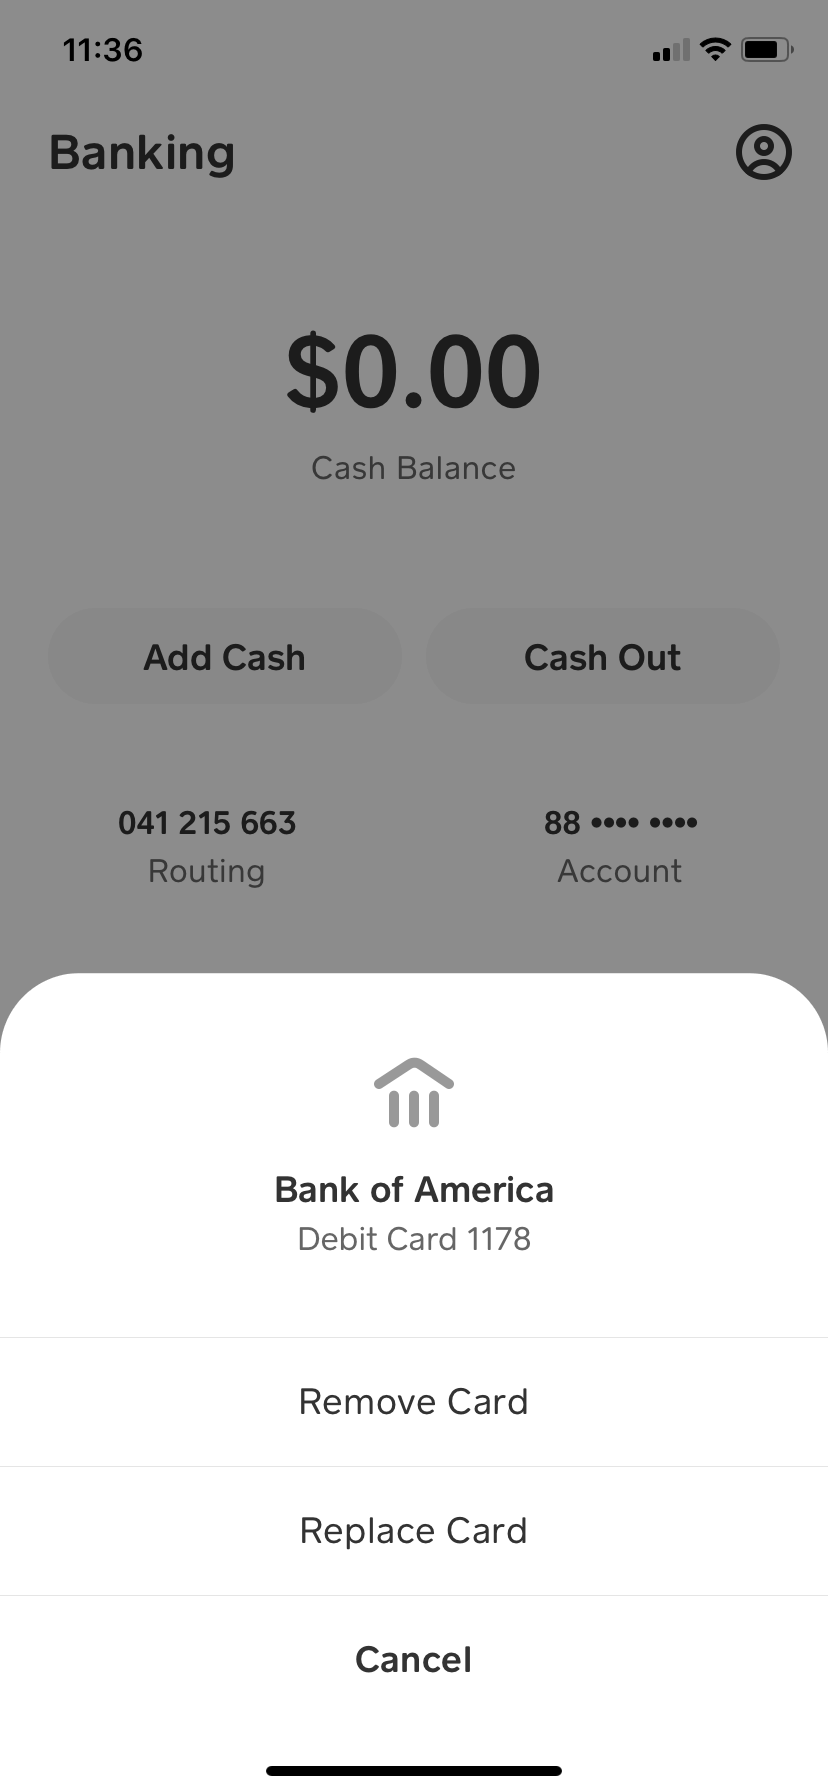 11:36
Banking
$0.00
Cash Balance
Add Cash Cash Out
041 215 663 88 •••• ••••
Routing Account
Bank of America
Debit Card 1178
Remove Card
Replace Card
Cancel